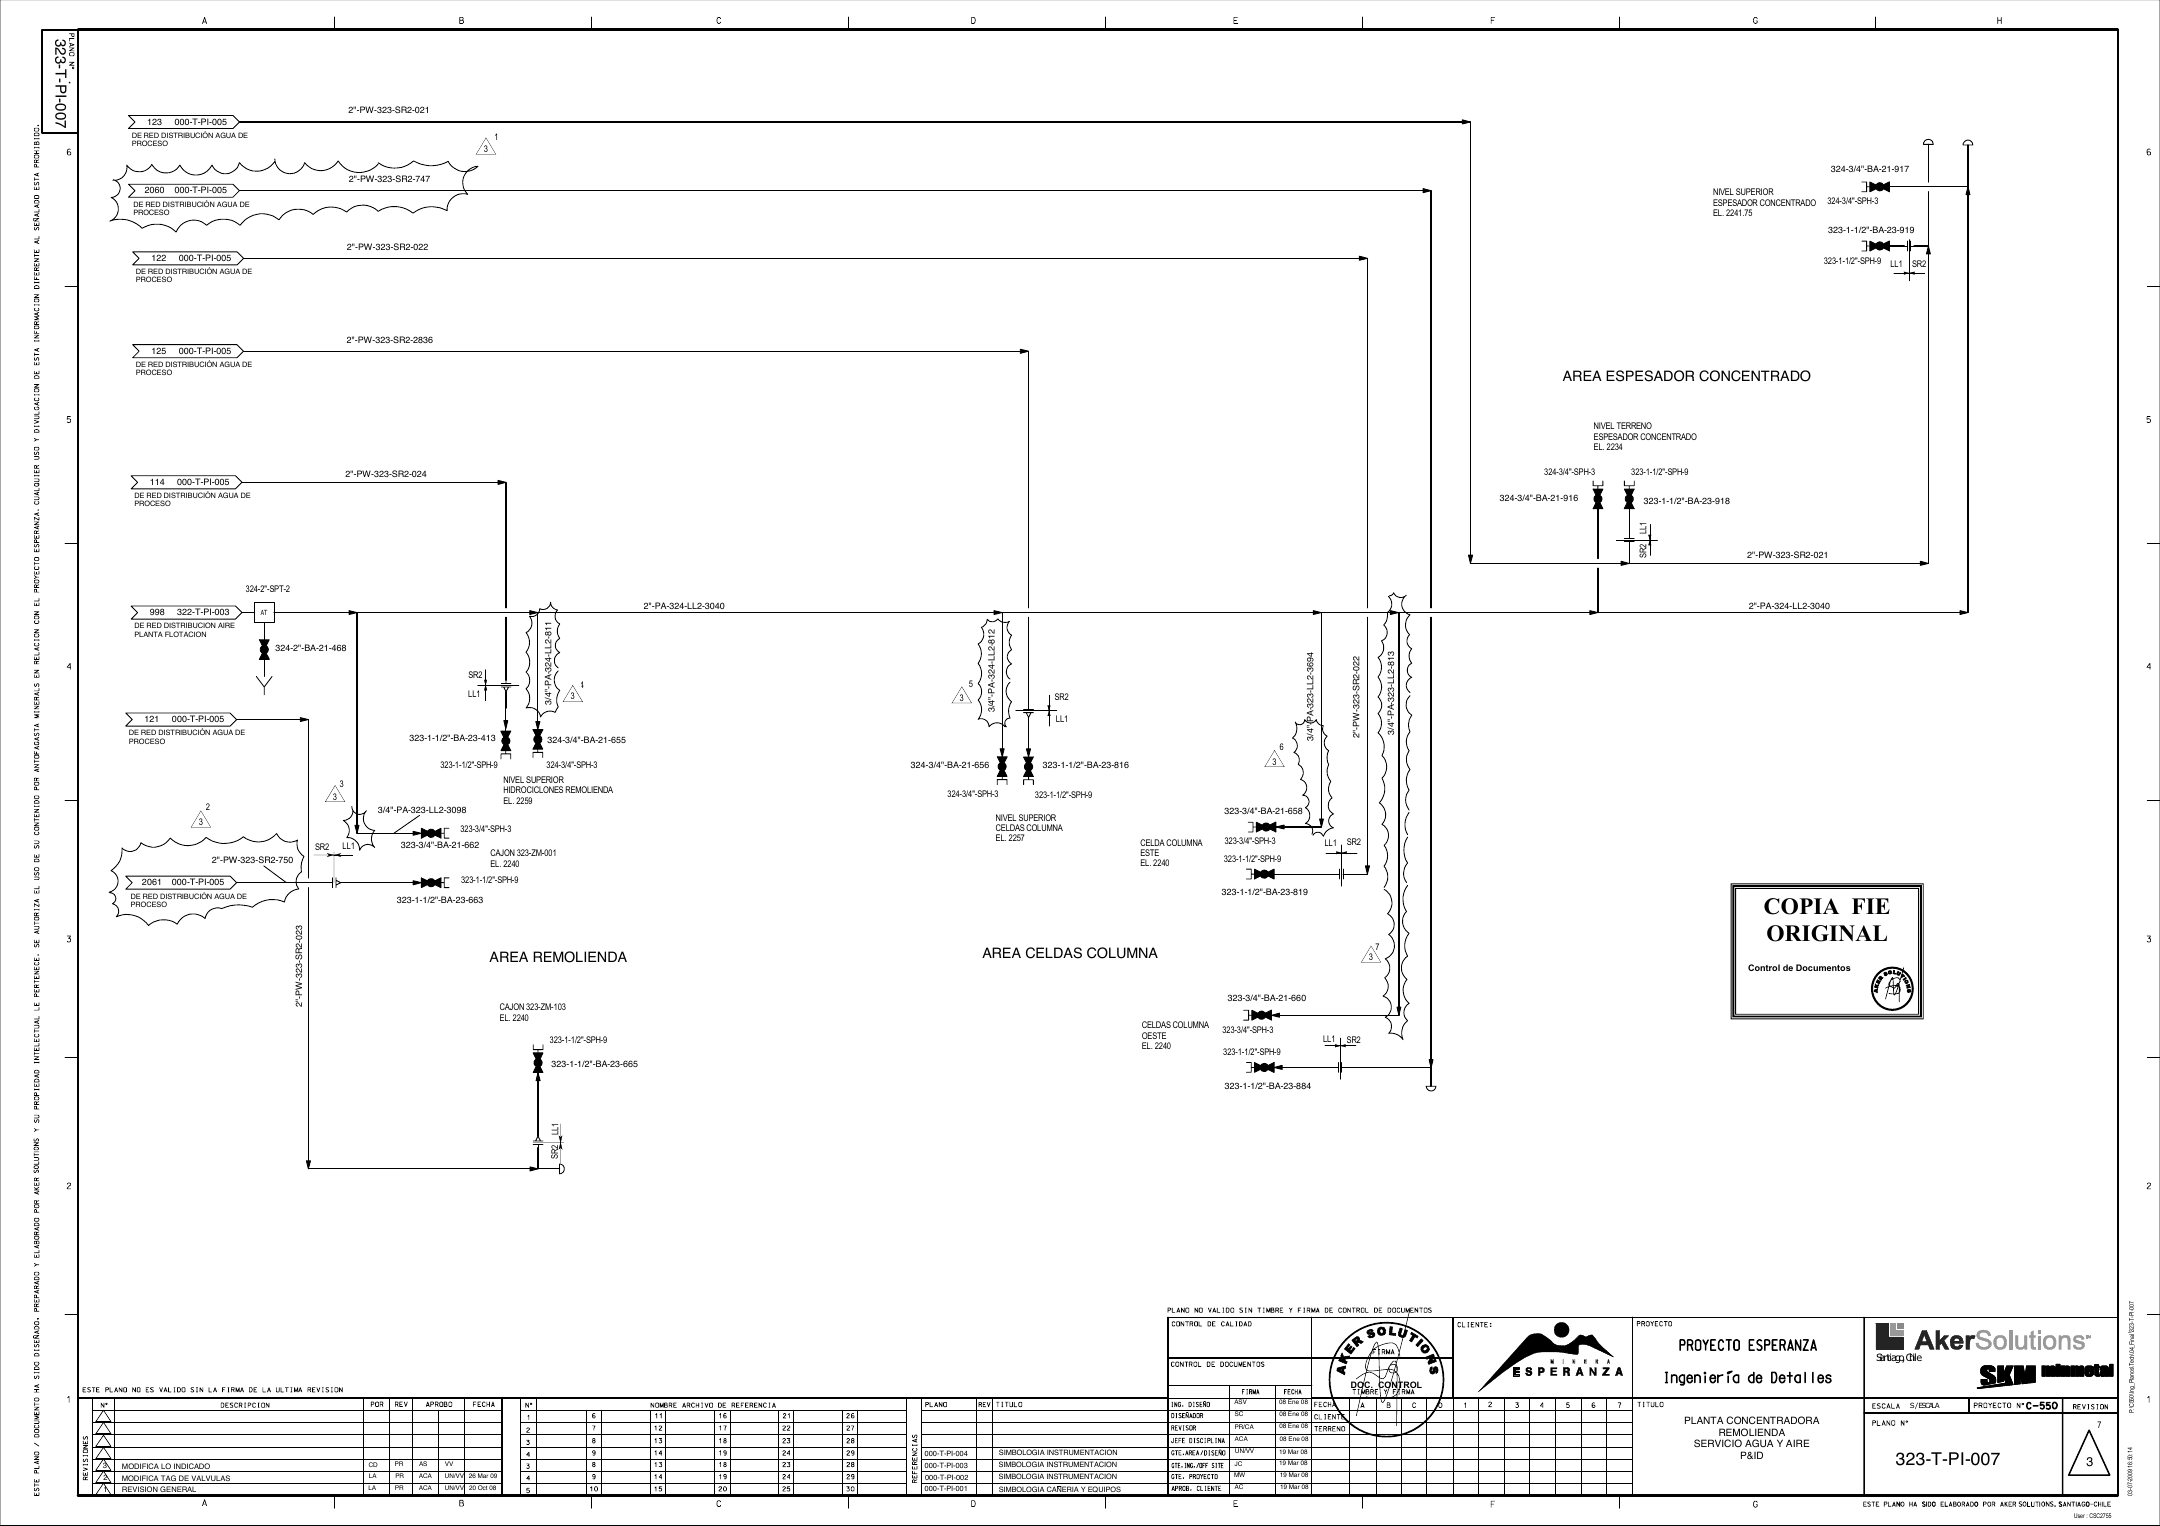 A B C D E F G H
PLANO N°
323-T-PI-007
ESTE PLANO / DOCUMENTO HA SIDO DISEÑADO, PREPARADO Y ELABORADO POR AKER SOLUTIONS Y SU PROPIEDAD INTELECTUAL LE PERTENECE. SE AUTORIZA EL USO DE SU CONTENIDO POR ANTOFAGASTA MINERALS EN RELACION CON EL PROYECTO ESPERANZA. CUALQUIER USO Y DIVULGACION DE ESTA INFORMACION DIFERENTE AL SEÑALADO ESTA PROHIBIDO.
6
5
4
3
2
1
123 000-T-PI-005
DE RED DISTRIBUCIÓN AGUA DE
PROCESO
2"-PW-323-SR2-021
3 1
2060 000-T-PI-005
DE RED DISTRIBUCIÓN AGUA DE
PROCESO
2"-PW-323-SR2-747
122 000-T-PI-005
DE RED DISTRIBUCIÓN AGUA DE
PROCESO
2"-PW-323-SR2-022
125 000-T-PI-005
DE RED DISTRIBUCIÓN AGUA DE
PROCESO
2"-PW-323-SR2-2836
114 000-T-PI-005
DE RED DISTRIBUCIÓN AGUA DE
PROCESO
2"-PW-323-SR2-024
324-2"-SPT-2
998 322-T-PI-003
AT
DE RED DISTRIBUCION AIRE
PLANTA FLOTACION
324-2"-BA-21-468
2"-PA-324-LL2-3040
2"-PA-324-LL2-3040
121 000-T-PI-005
DE RED DISTRIBUCIÓN AGUA DE
PROCESO
3 2
3 3
3/4"-PA-323-LL2-3098
323-3/4"-SPH-3
323-3/4"-BA-21-662
CAJON 323-ZM-001
EL. 2240
SR2 LL1
2"-PW-323-SR2-750
2061 000-T-PI-005
DE RED DISTRIBUCIÓN AGUA DE
PROCESO
323-1-1/2"-SPH-9
323-1-1/2"-BA-23-663
2"-PW-323-SR2-023
SR2
LL1
3/4"-PA-324-LL2-811
3
323-1-1/2"-BA-23-413
324-3/4"-BA-21-655
323-1-1/2"-SPH-9
324-3/4"-SPH-3
NIVEL SUPERIOR
HIDROCICLONES REMOLIENDA
EL. 2259
AREA REMOLIENDA
CAJON 323-ZM-103
EL. 2240
323-1-1/2"-SPH-9
323-1-1/2"-BA-23-665
SR2 LL1
3 5
3/4"-PA-324-LL2-812
SR2
LL1
324-3/4"-BA-21-656
323-1-1/2"-BA-23-816
324-3/4"-SPH-3
323-1-1/2"-SPH-9
NIVEL SUPERIOR
CELDAS COLUMNA
EL. 2257
AREA CELDAS COLUMNA
3 6
3/4"-PA-323-LL2-3694
2"-PW-323-SR2-022
3/4"-PA-323-LL2-813
323-3/4"-BA-21-658
323-3/4"-SPH-3
323-1-1/2"-SPH-9
CELDA COLUMNA
ESTE
EL. 2240
LL1 SR2
323-1-1/2"-BA-23-819
3 7
323-3/4"-BA-21-660
323-3/4"-SPH-3
323-1-1/2"-SPH-9
CELDAS COLUMNA
OESTE
EL. 2240
LL1 SR2
323-1-1/2"-BA-23-884
324-3/4"-BA-21-917
NIVEL SUPERIOR
ESPESADOR CONCENTRADO
EL. 2241.75
324-3/4"-SPH-3
323-1-1/2"-BA-23-919
323-1-1/2"-SPH-9
LL1 SR2
AREA ESPESADOR CONCENTRADO
NIVEL TERRENO
ESPESADOR CONCENTRADO
EL. 2234
324-3/4"-SPH-3
323-1-1/2"-SPH-9
324-3/4"-BA-21-916
323-1-1/2"-BA-23-918
SR2 LL1
2"-PW-323-SR2-021
COPIA FIE
ORIGINAL
Control de Documentos
AKER SOLUTIONS
PLANO NO VALIDO SIN TIMBRE Y FIRMA DE CONTROL DE DOCUMENTOS
CONTROL DE CALIDAD
CONTROL DE DOCUMENTOS
AKER SOLUTIONS
FIRMA
DOC. CONTROL
TIMBRE Y FIRMA
CLIENTE:
MINERA
ESPERANZA
PROYECTO
PROYECTO ESPERANZA
Ingeniería de Detalles
AkerSolutions
Santiago, Chile
SKM minmetal
ESTE PLANO NO ES VALIDO SIN LA FIRMA DE LA ULTIMA REVISION
REVISIONES
N° DESCRIPCION POR REV APROBO FECHA
3 MODIFICA LO INDICADO CD PR AS VV
2 MODIFICA TAG DE VALVULAS LA PR ACA UN/VV 26 Mar 09
1 REVISION GENERAL LA PR ACA UN/VV 20 Oct 08
N° NOMBRE ARCHIVO DE REFERENCIA
1 6 11 16 21 26
2 7 12 17 22 27
3 8 13 18 23 28
4 9 14 19 24 29
3 8 13 18 23 28
4 9 14 19 24 29
5 10 15 20 25 30
REFERENCIAS
PLANO REV TITULO
000-T-PI-004 SIMBOLOGIA INSTRUMENTACION
000-T-PI-003 SIMBOLOGIA INSTRUMENTACION
000-T-PI-002 SIMBOLOGIA INSTRUMENTACION
000-T-PI-001 SIMBOLOGIA CAÑERIA Y EQUIPOS
FIRMA FECHA
ING. DISEÑO ASV 08 Ene 08
DISEÑADOR SC 08 Ene 08
REVISOR PR/CA 08 Ene 08
JEFE DISCIPLINA ACA 08 Ene 08
GTE.AREA/DISEÑO UN/VV 19 Mar 08
GTE.ING./OFF SITE JC 19 Mar 08
GTE. PROYECTO MW 19 Mar 08
APROB. CLIENTE AC 19 Mar 08
FECHA A B C D E F 1 2 3 4 5 6 7
CLIENTE
TERRENO
TITULO
PLANTA CONCENTRADORA
REMOLIENDA
SERVICIO AGUA Y AIRE
P&ID
ESCALA S/ESCALA
PROYECTO N° C-550
REVISION
PLANO N°
323-T-PI-007
7
3
ESTE PLANO HA SIDO ELABORADO POR AKER SOLUTIONS, SANTIAGO-CHILE
User : CSC2755
A B C D E F G